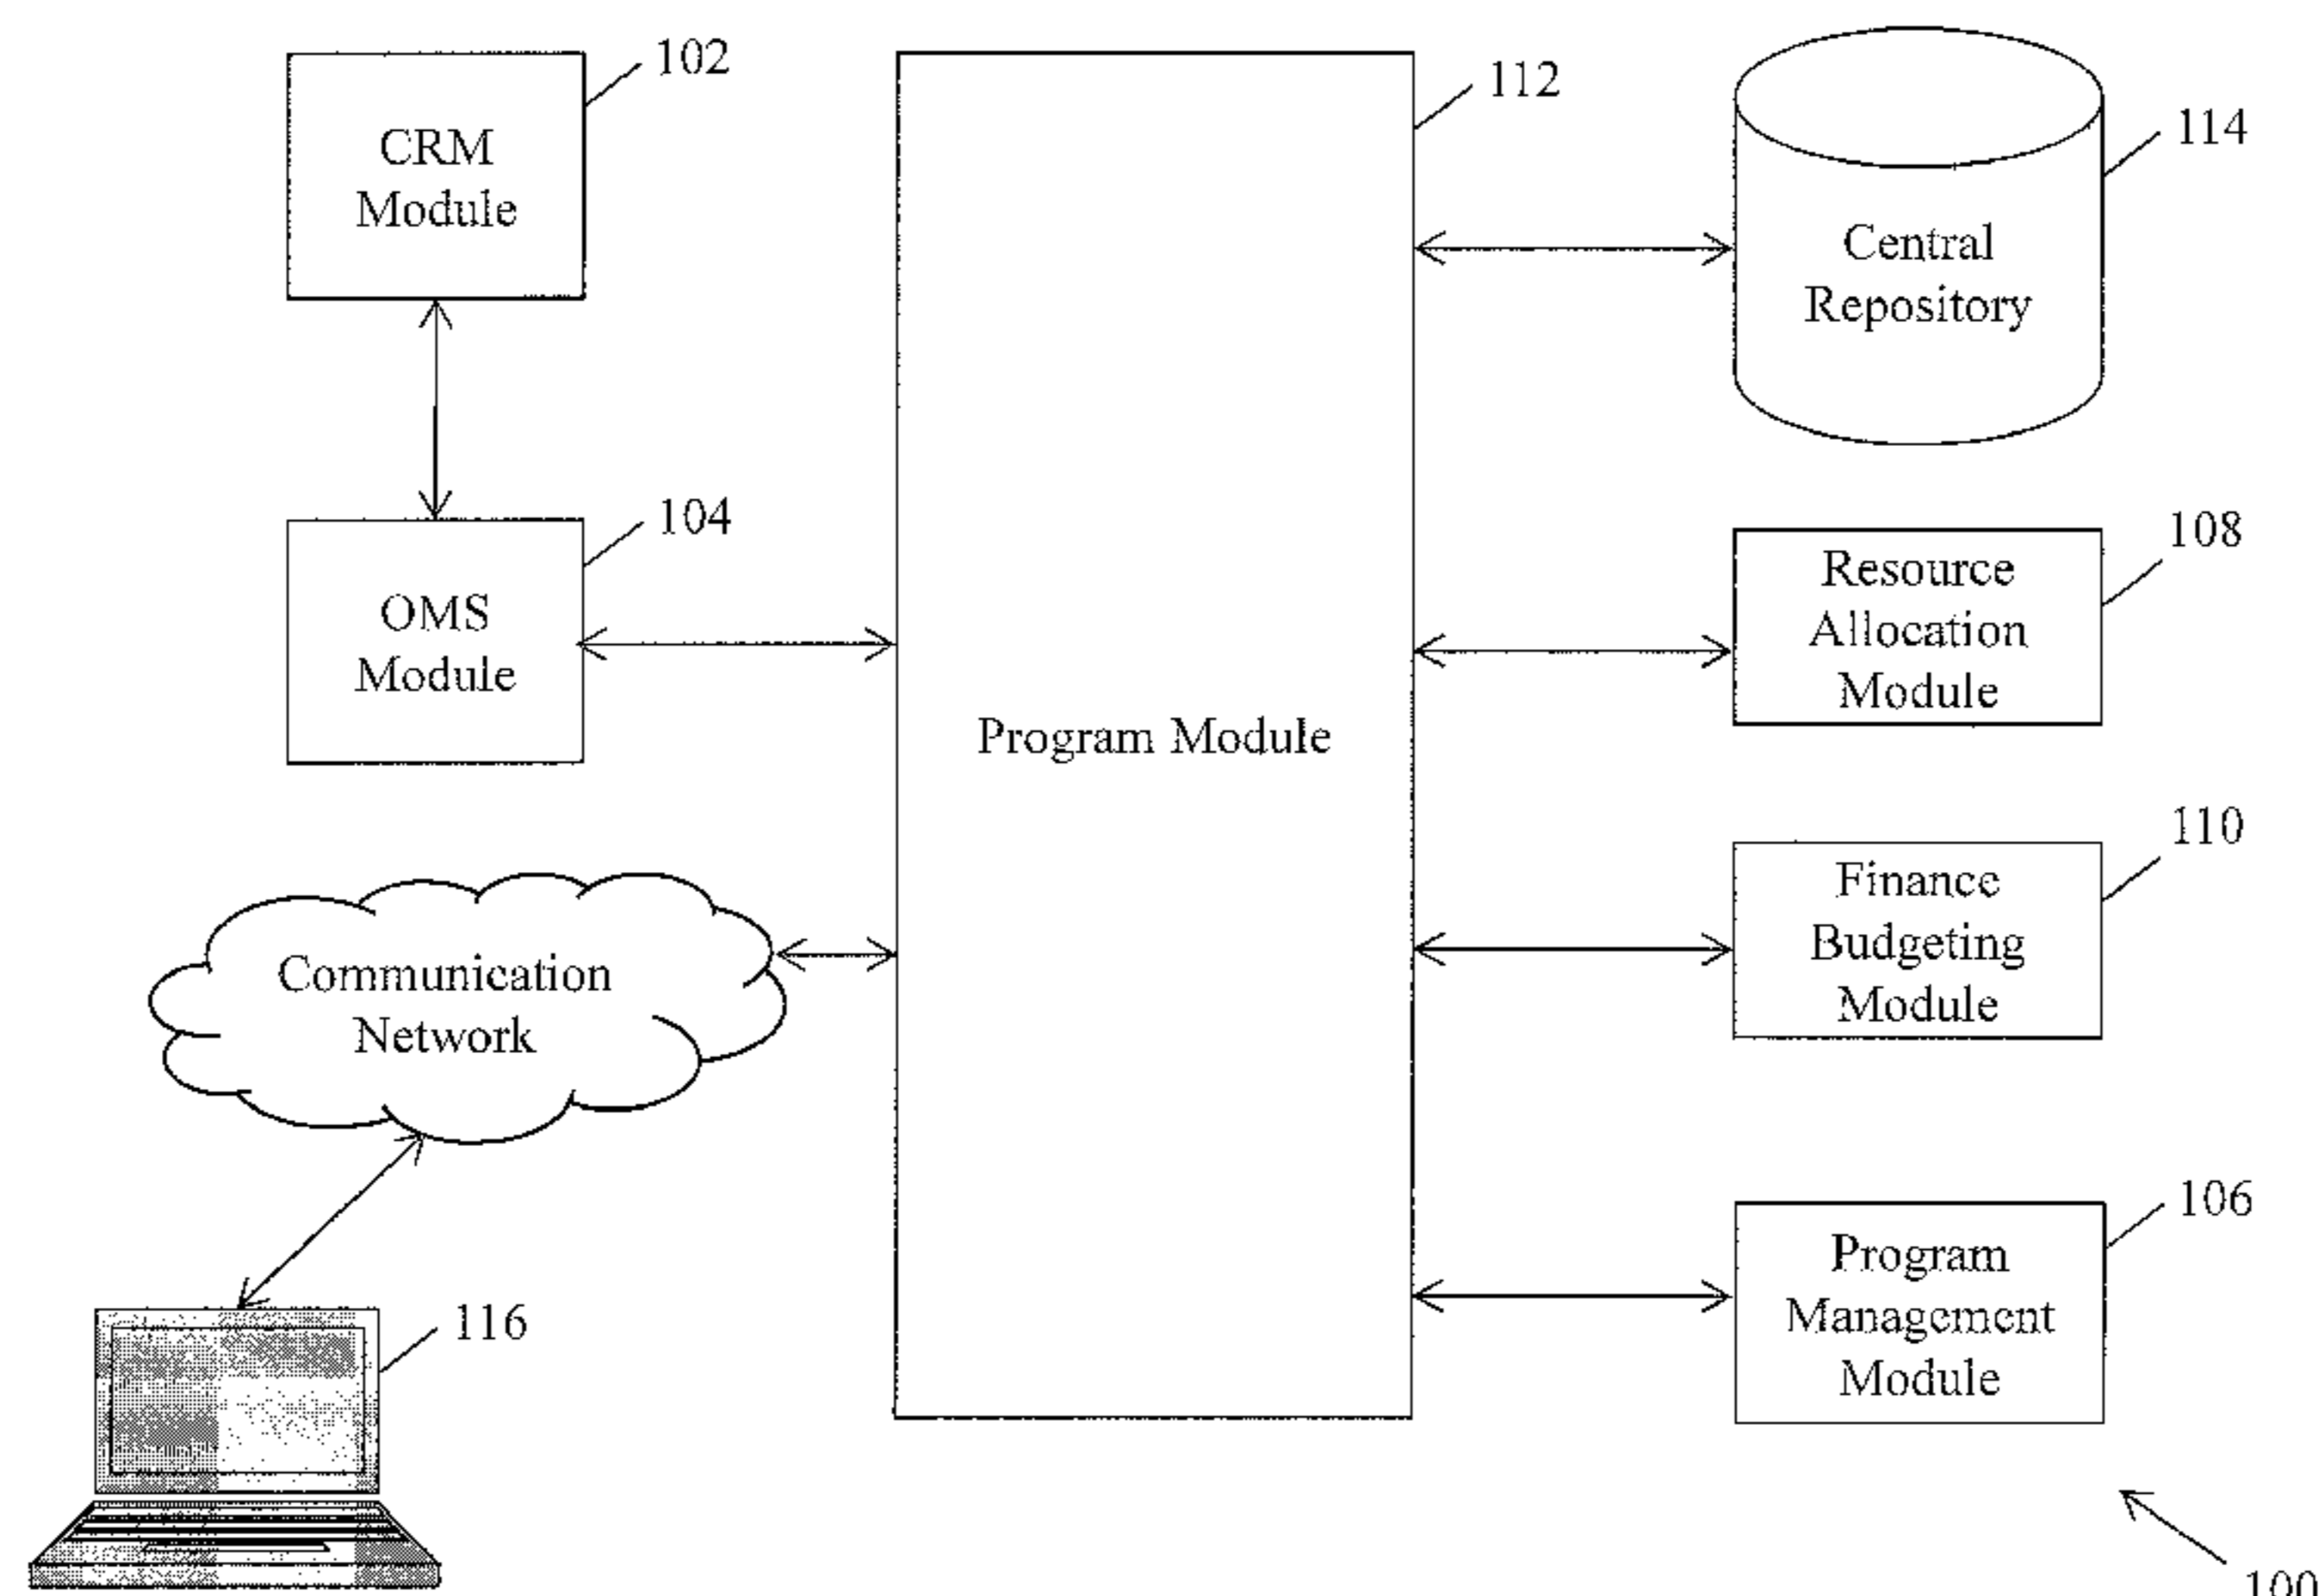 102
CRM
Module
112
114
Central
Repository
104
OMS
Module
108
Resource
Allocation
Module
Program Module
110
Finance
Budgeting
Module
Communication
Network
106
Program
Management
Module
116
100